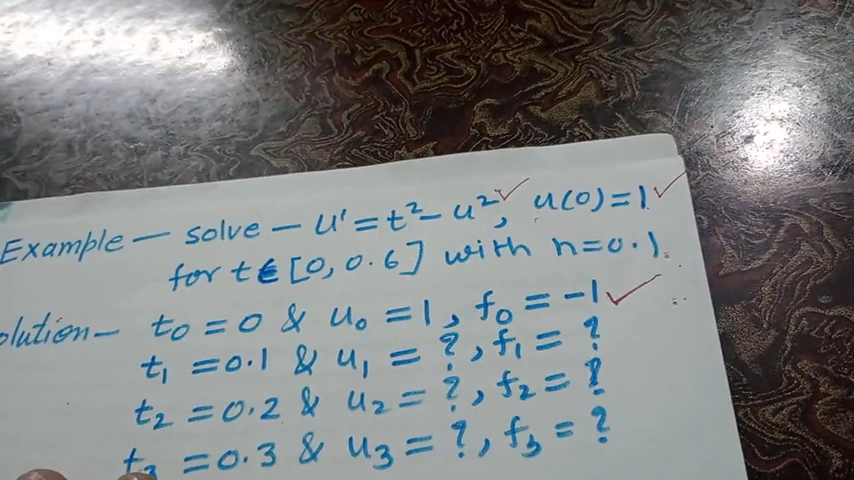 Example — solve — u' = t² - u², u(0) = 1
for t ∈ [0, 0.6] with h = 0.1.
olution — t₀ = 0 & u₀ = 1, f₀ = -1
t₁ = 0.1 & u₁ = ?, f₁ = ?
t₂ = 0.2 & u₂ = ?, f₂ = ?
t₃ = 0.3 & u₃ = ?, f₃ = ?